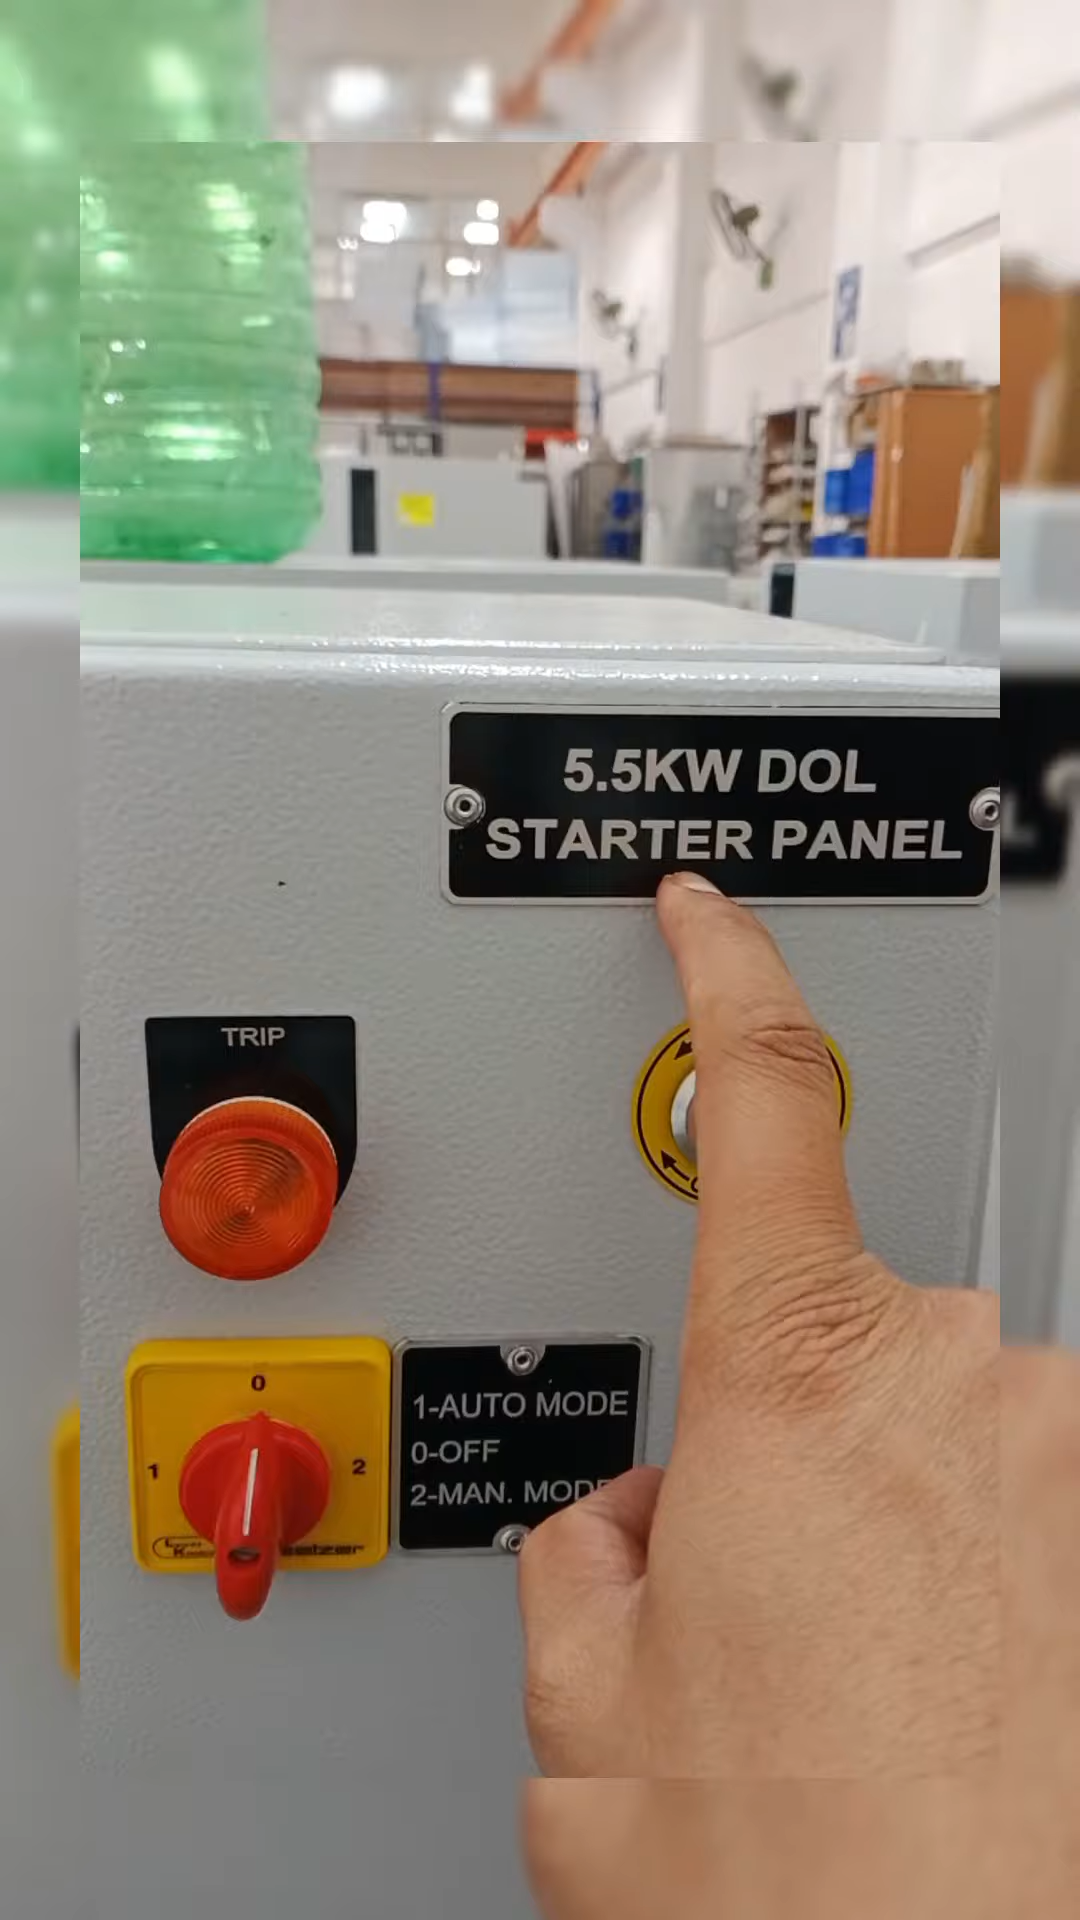 5.5KW DOL
STARTER PANEL
TRIP
0
1
2
1-AUTO MODE
0-OFF
2-MAN. MODE